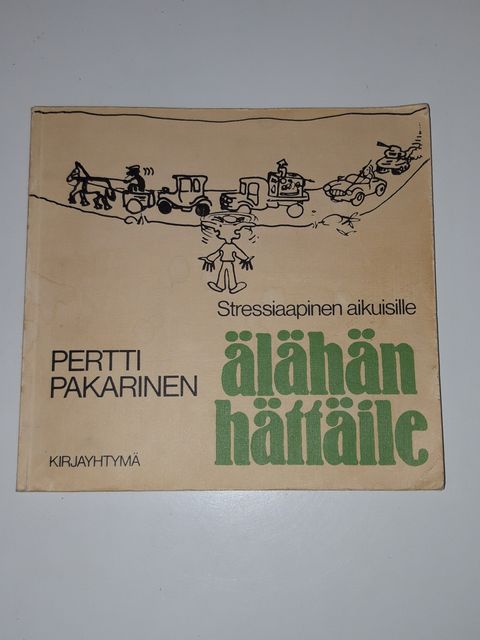 Stressiaapinen aikuisille
älähän
hättäile
PERTTI
PAKARINEN
KIRJAYHTYMÄ